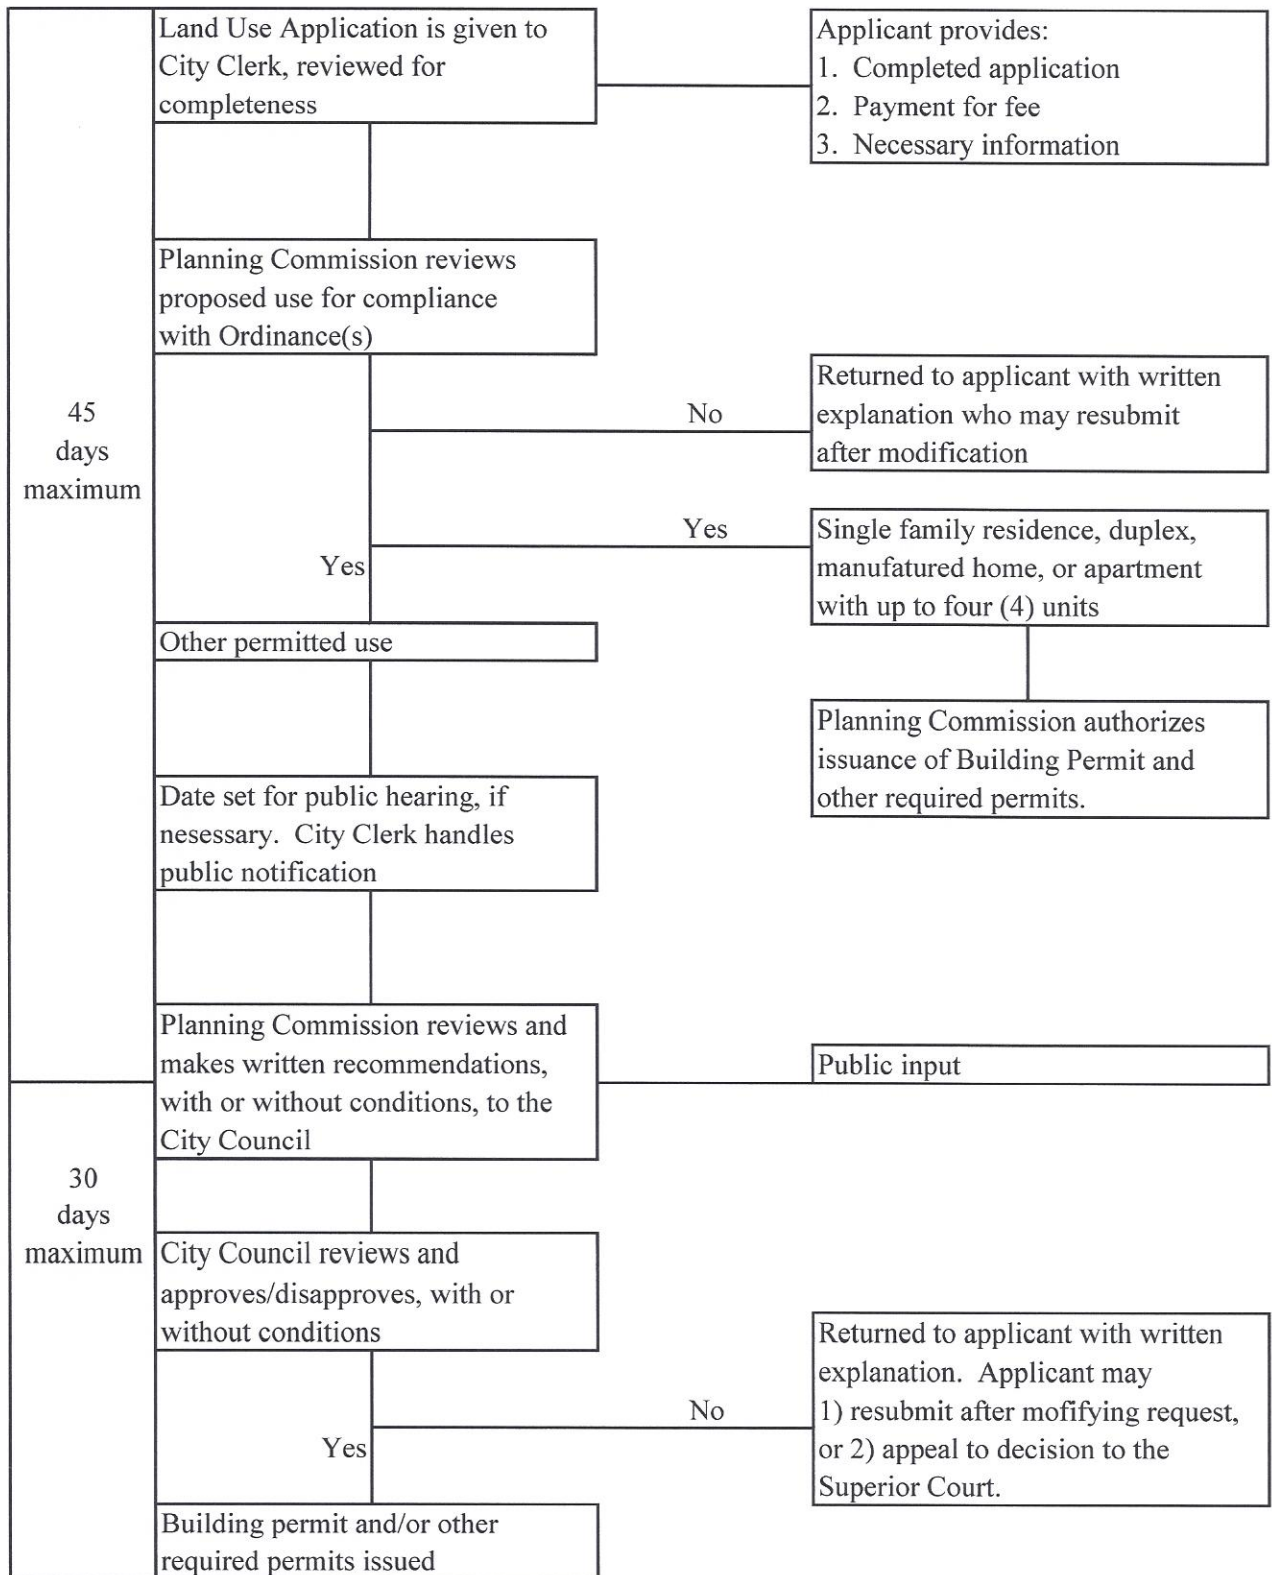 Land Use Application is given to
City Clerk, reviewed for
completeness
Applicant provides:
1. Completed application
2. Payment for fee
3. Necessary information
Planning Commission reviews
proposed use for compliance
with Ordinance(s)
45
days
maximum
No
Returned to applicant with written
explanation who may resubmit
after modification
Yes
Single family residence, duplex,
manufatured home, or apartment
with up to four (4) units
Yes
Other permitted use
Planning Commission authorizes
issuance of Building Permit and
other required permits.
Date set for public hearing, if
nesessary. City Clerk handles
public notification
Planning Commission reviews and
makes written recommendations,
with or without conditions, to the
City Council
Public input
30
days
maximum
City Council reviews and
approves/disapproves, with or
without conditions
No
Returned to applicant with written
explanation. Applicant may
1) resubmit after mofifying request,
or 2) appeal to decision to the
Superior Court.
Yes
Building permit and/or other
required permits issued